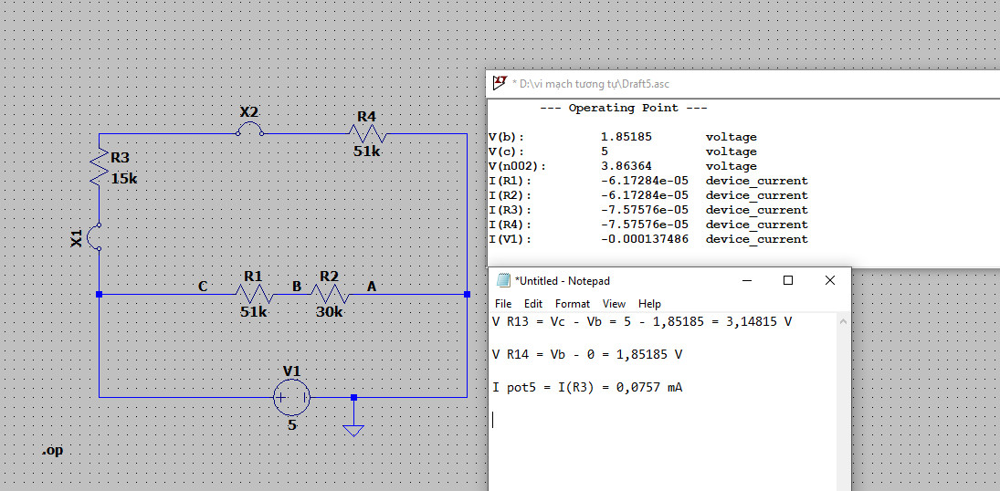 X2
R4
51k
R3
15k
X1
C
R1
B
R2
A
51k
30k
V1
5
.op
* D:\vi mạch tương tự\Draft5.asc
--- Operating Point ---
V(b): 1.85185 voltage
V(c): 5 voltage
V(n002): 3.86364 voltage
I(R1): -6.17284e-05 device_current
I(R2): -6.17284e-05 device_current
I(R3): -7.57576e-05 device_current
I(R4): -7.57576e-05 device_current
I(V1): -0.000137486 device_current
*Untitled - Notepad
File Edit Format View Help
V R13 = Vc - Vb = 5 - 1,85185 = 3,14815 V
V R14 = Vb - 0 = 1,85185 V
I pot5 = I(R3) = 0,0757 mA